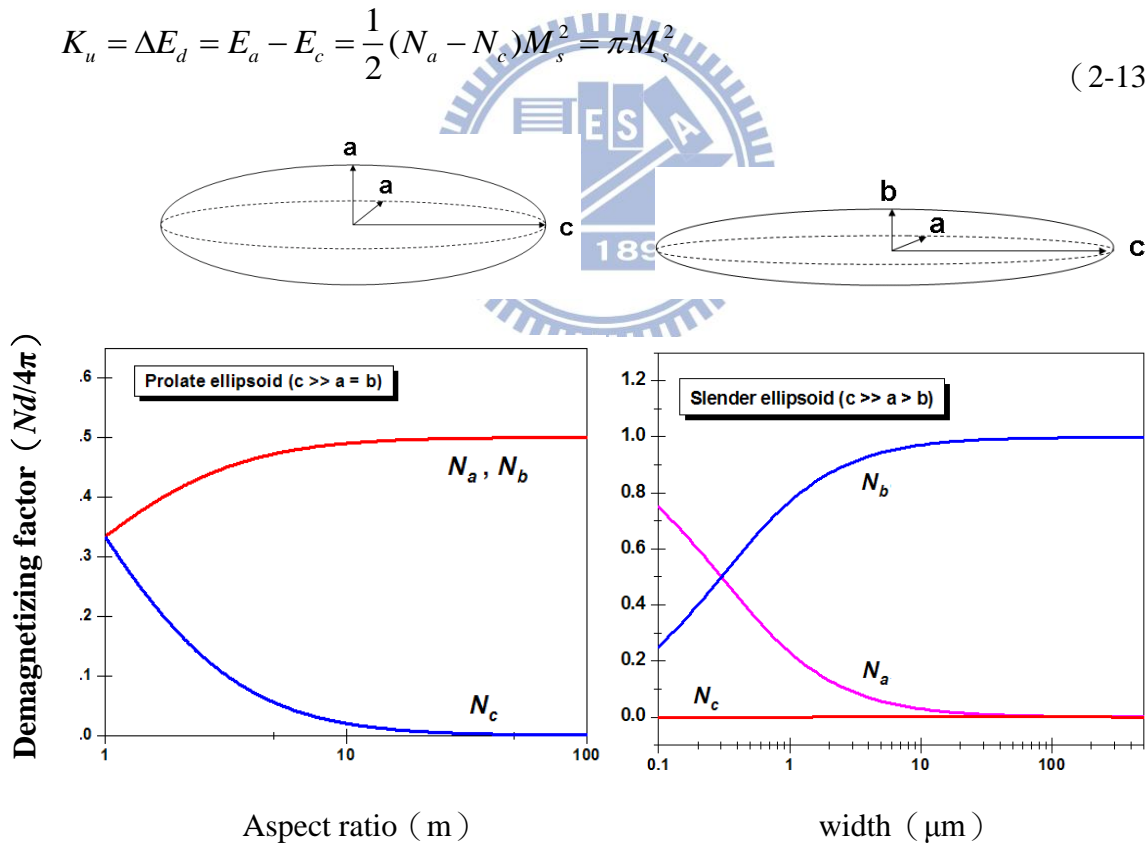 K_u = ΔE_d = E_a − E_c = 1/2 (N_a − N_c)M_s^2 = πM_s^2
(2-13
E S A
189
a
a
c
b
a
c
Demagnetizing factor（Nd/4π）
.6
.5
.4
.3
.2
.1
.0
1
10
100
Prolate ellipsoid (c >> a = b)
N_a , N_b
N_c
Aspect ratio（m）
1.2
1.0
0.8
0.6
0.4
0.2
0.0
0.1
1
10
100
Slender ellipsoid (c >> a > b)
N_b
N_a
N_c
width（μm）